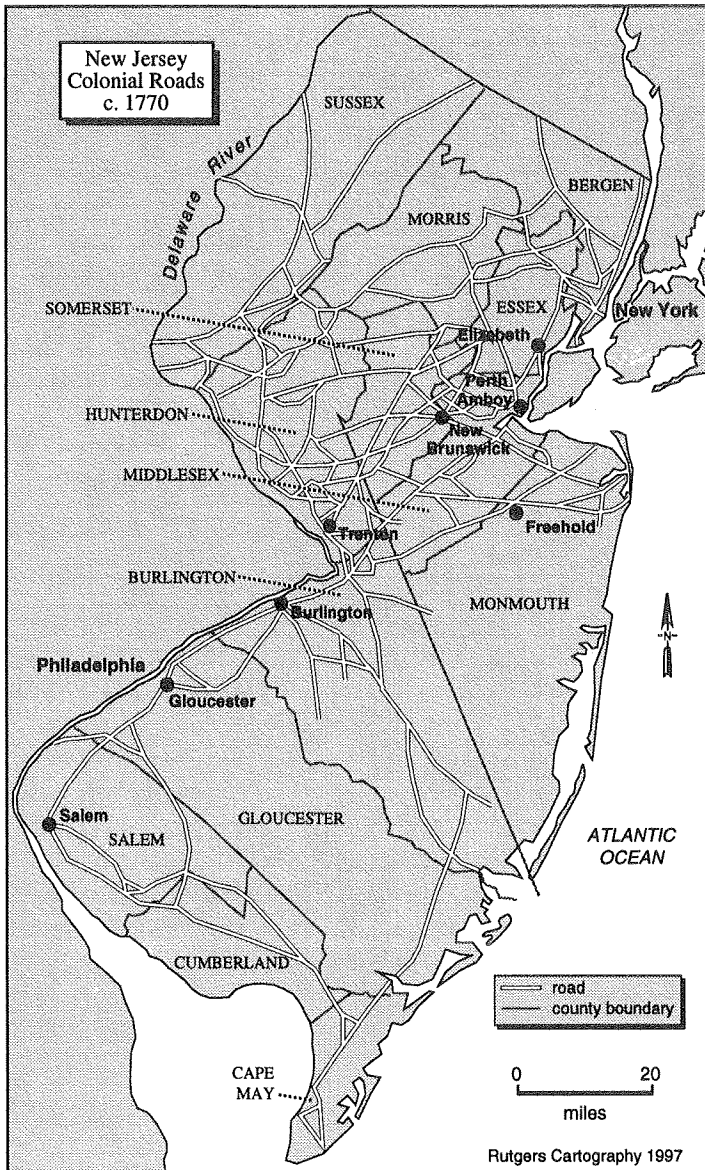 New Jersey
Colonial Roads
c. 1770
SUSSEX
Delaware River
BERGEN
MORRIS
SOMERSET
ESSEX
New York
Elizebeth
Perth
Amboy
HUNTERDON
New
Brunswick
MIDDLESEX
Trenton
Freehold
BURLINGTON
Burlington
MONMOUTH
N
Philadelphia
Gloucester
Salem
SALEM
GLOUCESTER
ATLANTIC
OCEAN
CUMBERLAND
road
county boundary
CAPE
MAY
0 20
miles
Rutgers Cartography 1997